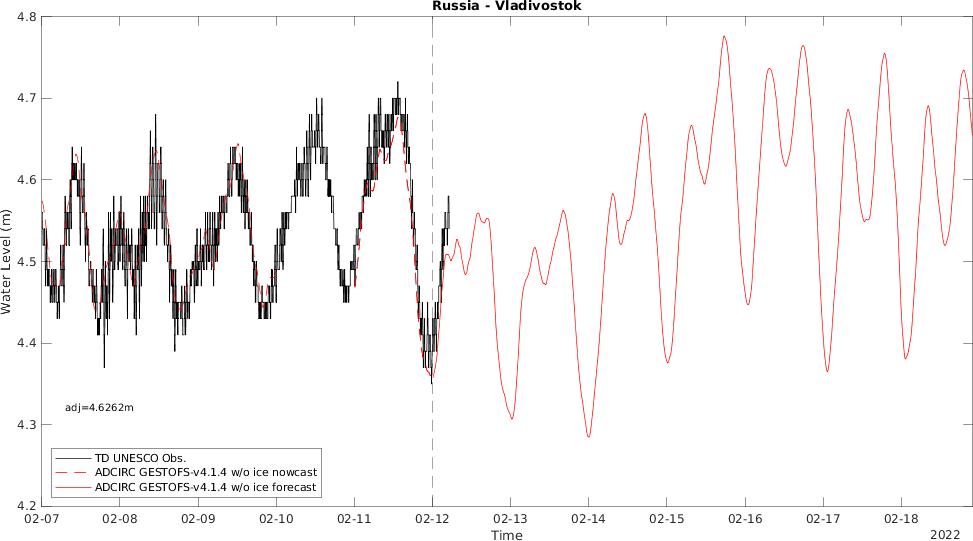 Russia - Vladivostok
4.8
4.7
4.6
4.5
4.4
4.3
4.2
Water Level (m)
adj=4.6262m
TD UNESCO Obs.
ADCIRC GESTOFS-v4.1.4 w/o ice nowcast
ADCIRC GESTOFS-v4.1.4 w/o ice forecast
02-07 02-08 02-09 02-10 02-11 02-12 02-13 02-14 02-15 02-16 02-17 02-18
Time
2022